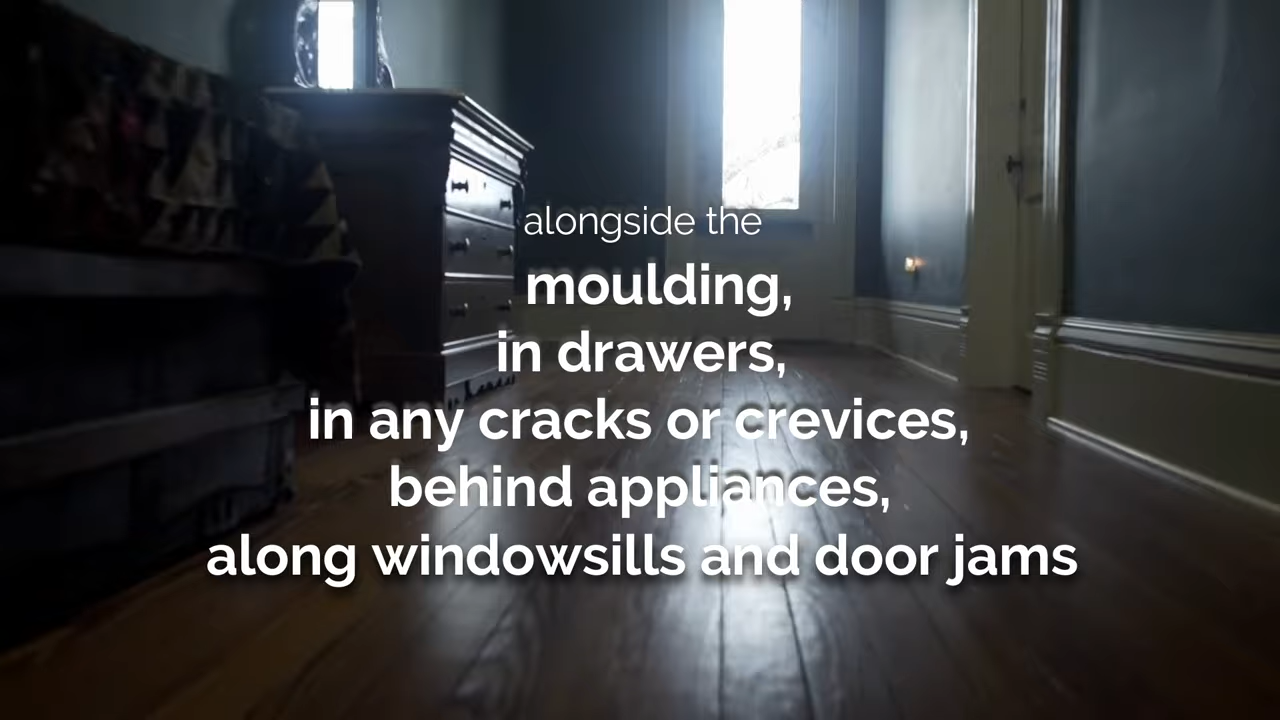 alongside the
moulding,
in drawers,
in any cracks or crevices,
behind appliances,
along windowsills and door jams